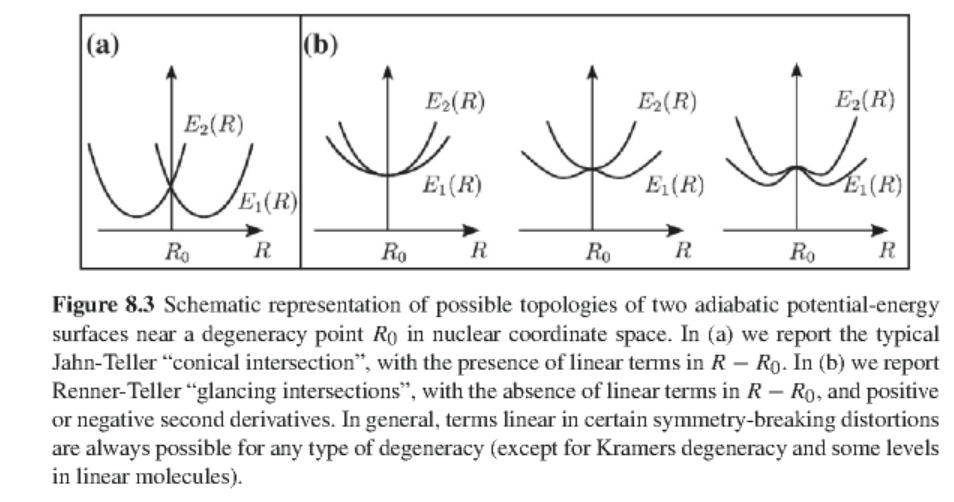 (a)
(b)
E₂(R)
E₁(R)
R₀
R
E₂(R)
E₁(R)
R₀
R
E₂(R)
E₁(R)
R₀
R
E₂(R)
E₁(R)
R₀
R
Figure 8.3 Schematic representation of possible topologies of two adiabatic potential-energy
surfaces near a degeneracy point R₀ in nuclear coordinate space. In (a) we report the typical
Jahn-Teller “conical intersection”, with the presence of linear terms in R − R₀. In (b) we report
Renner-Teller “glancing intersections”, with the absence of linear terms in R − R₀, and positive
or negative second derivatives. In general, terms linear in certain symmetry-breaking distortions
are always possible for any type of degeneracy (except for Kramers degeneracy and some levels
in linear molecules).